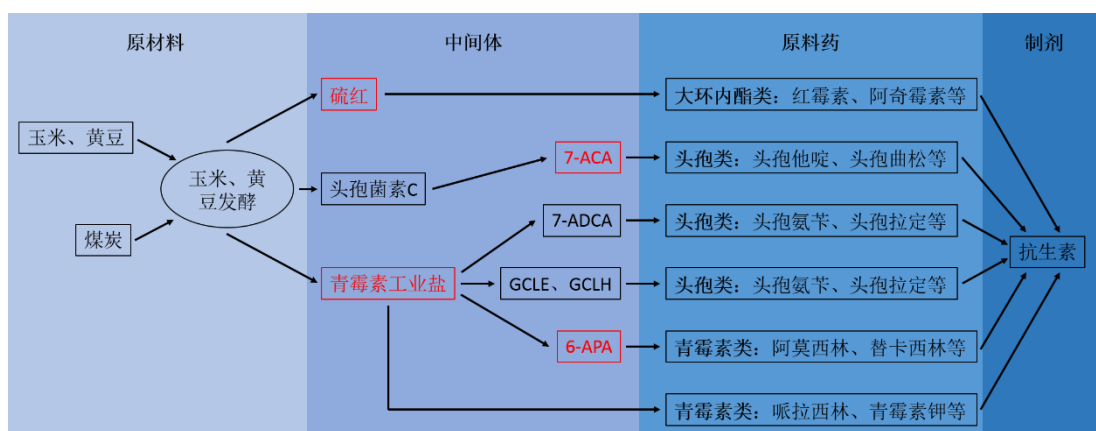 原材料
中间体
原料药
制剂
硫红
大环内酯类：红霉素、阿奇霉素等
玉米、黄豆
7-ACA
头孢类：头孢他啶、头孢曲松等
玉米、黄
豆发酵
头孢菌素C
7-ADCA
头孢类：头孢氨苄、头孢拉定等
煤炭
抗生素
青霉素工业盐
GCLE、GCLH
头孢类：头孢氨苄、头孢拉定等
6-APA
青霉素类：阿莫西林、替卡西林等
青霉素类：哌拉西林、青霉素钾等